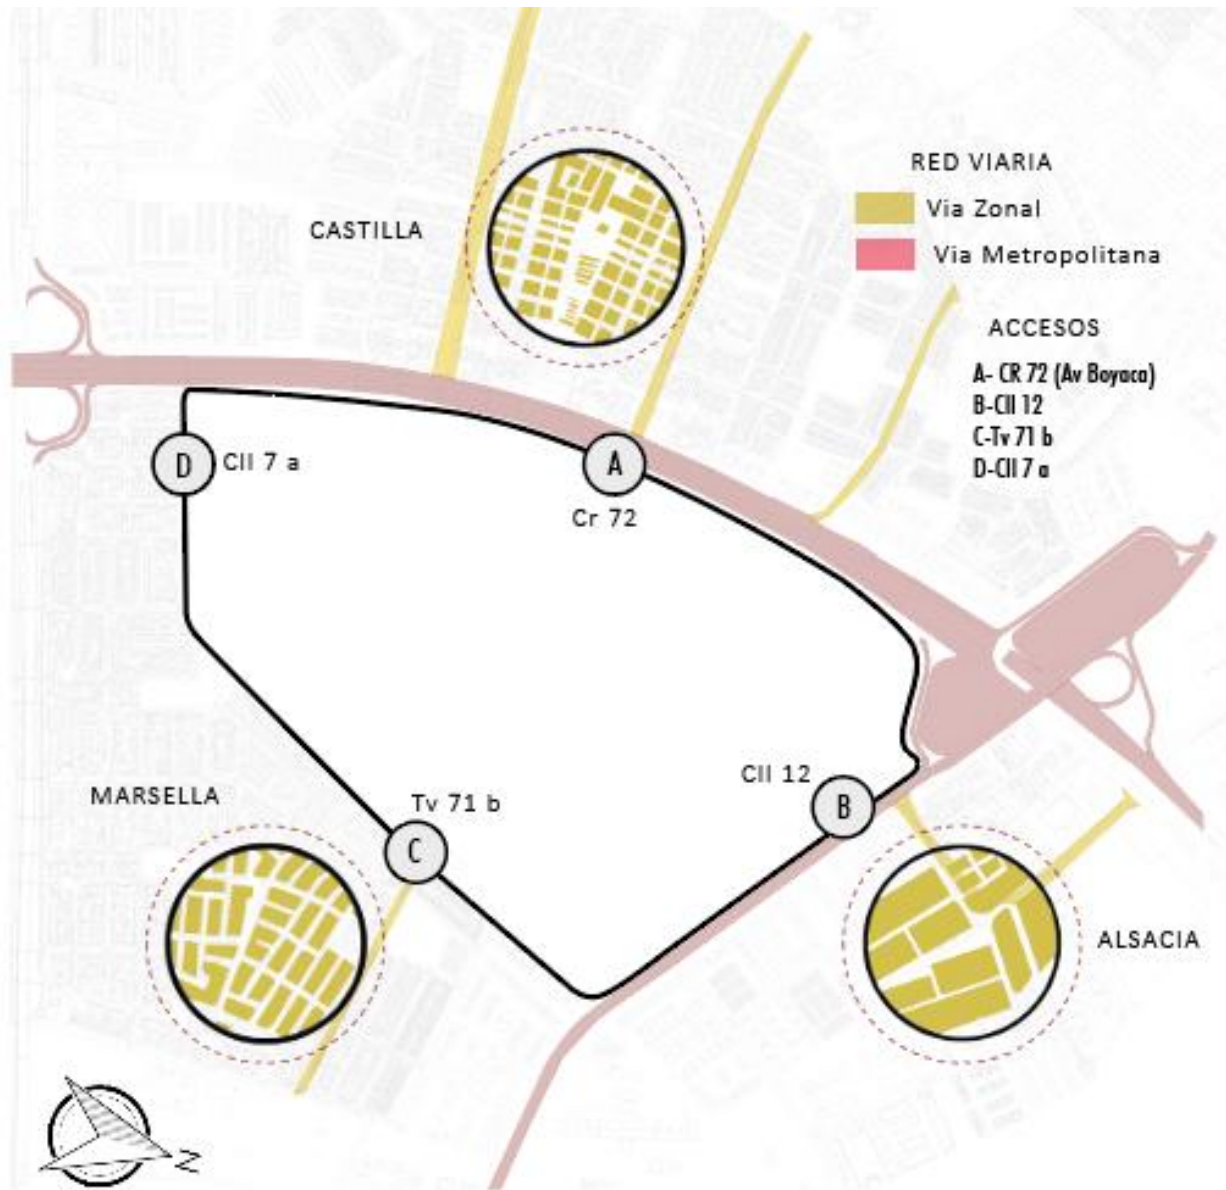 RED VIARIA
Via Zonal
CASTILLA
Via Metropolitana
ACCESOS
A- CR 72 (Av Boyaca)
B-Cll 12
C-Tv 71 b
D-Cll 7 a
D
Cll 7 a
A
Cr 72
Cll 12
MARSELLA
Tv 71 b
B
C
ALSACIA
N